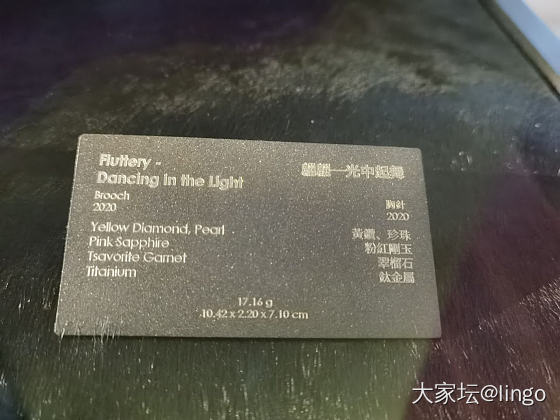 Fluttery -
Dancing in the Light
Brooch
2020
Yellow Diamond, Pearl
Pink Sapphire
Tsavorite Garnet
Titanium
翩翩—光中起舞
胸針
2020
黃鑽、珍珠
粉紅剛玉
翠榴石
鈦金屬
17.16 g
10.42 x 2.20 x 7.10 cm
大家坛@lingo